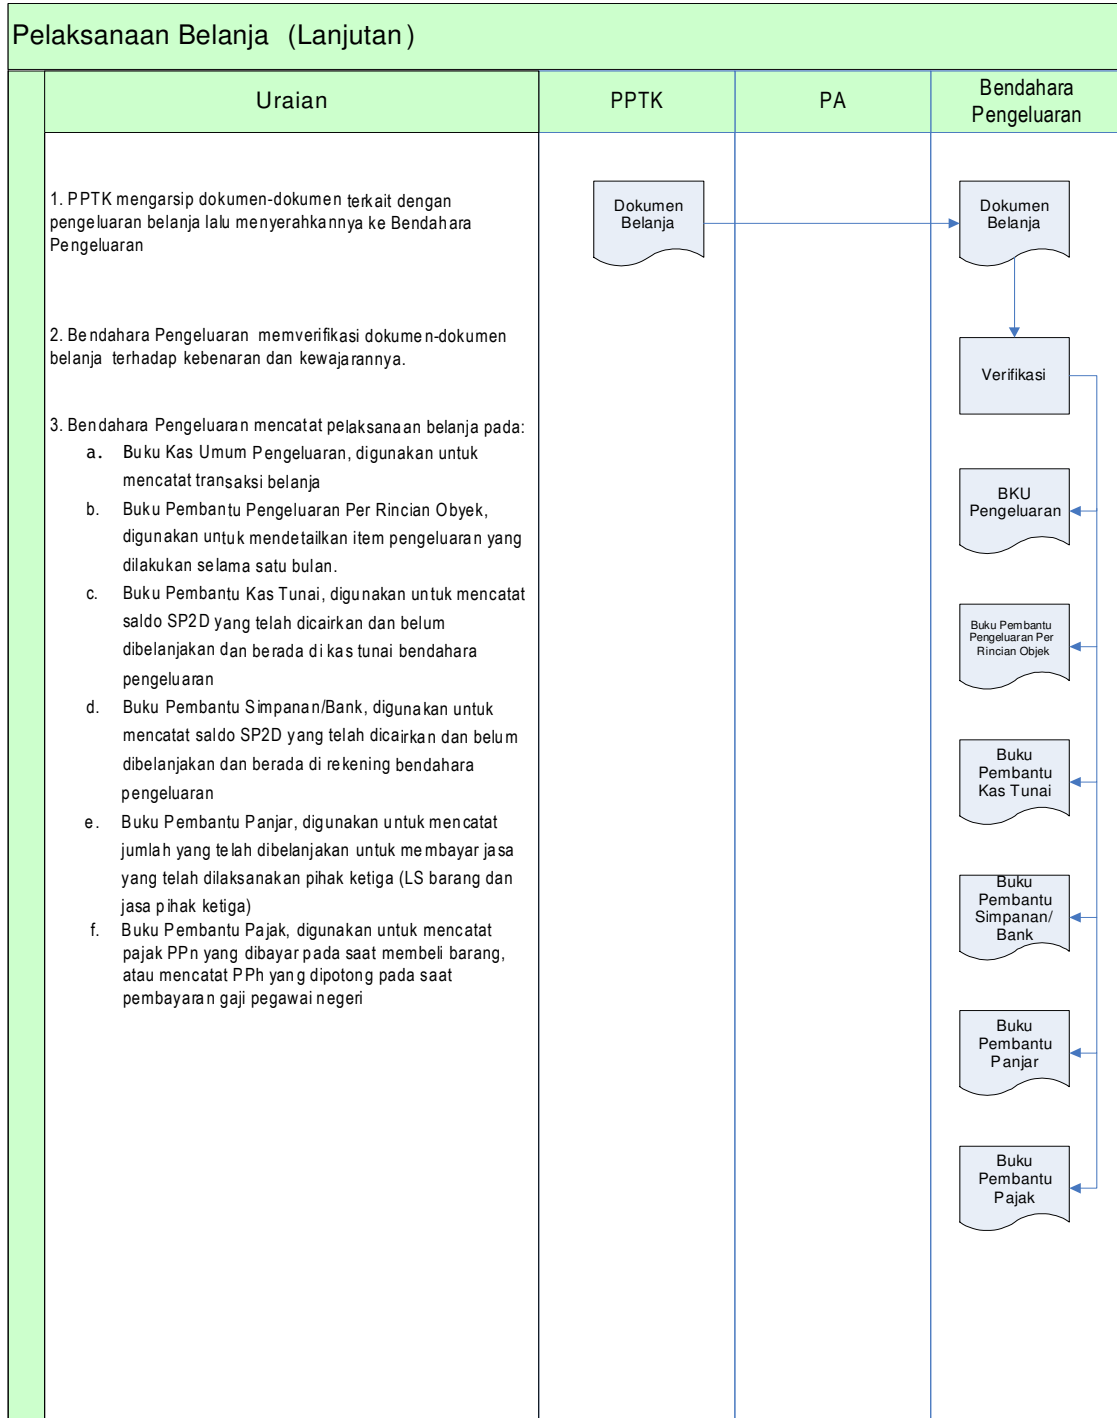 Pelaksanaan Belanja (Lanjutan)
Uraian
PPTK
PA
Bendahara
Pengeluaran
1. PPTK mengarsip dokumen-dokumen terkait dengan
pengeluaran belanja lalu menyerahkannya ke Bendahara
Pengeluaran
2. Bendahara Pengeluaran memverifikasi dokumen-dokumen
belanja terhadap kebenaran dan kewajarannya.
3. Bendahara Pengeluaran mencatat pelaksanaan belanja pada:
a. Buku Kas Umum Pengeluaran, digunakan untuk
mencatat transaksi belanja
b. Buku Pembantu Pengeluaran Per Rincian Obyek,
digunakan untuk mendetailkan item pengeluaran yang
dilakukan selama satu bulan.
c. Buku Pembantu Kas Tunai, digunakan untuk mencatat
saldo SP2D yang telah dicairkan dan belum
dibelanjakan dan berada di kas tunai bendahara
pengeluaran
d. Buku Pembantu Simpanan/Bank, digunakan untuk
mencatat saldo SP2D yang telah dicairkan dan belum
dibelanjakan dan berada di rekening bendahara
pengeluaran
e. Buku Pembantu Panjar, digunakan untuk mencatat
jumlah yang telah dibelanjakan untuk membayar jasa
yang telah dilaksanakan pihak ketiga (LS barang dan
jasa pihak ketiga)
f. Buku Pembantu Pajak, digunakan untuk mencatat
pajak PPn yang dibayar pada saat membeli barang,
atau mencatat PPh yang dipotong pada saat
pembayaran gaji pegawai negeri
Dokumen
Belanja
Dokumen
Belanja
Verifikasi
BKU
Pengeluaran
Buku Pembantu
Pengeluaran Per
Rincian Objek
Buku
Pembantu
Kas Tunai
Buku
Pembantu
Simpanan/
Bank
Buku
Pembantu
Panjar
Buku
Pembantu
Pajak